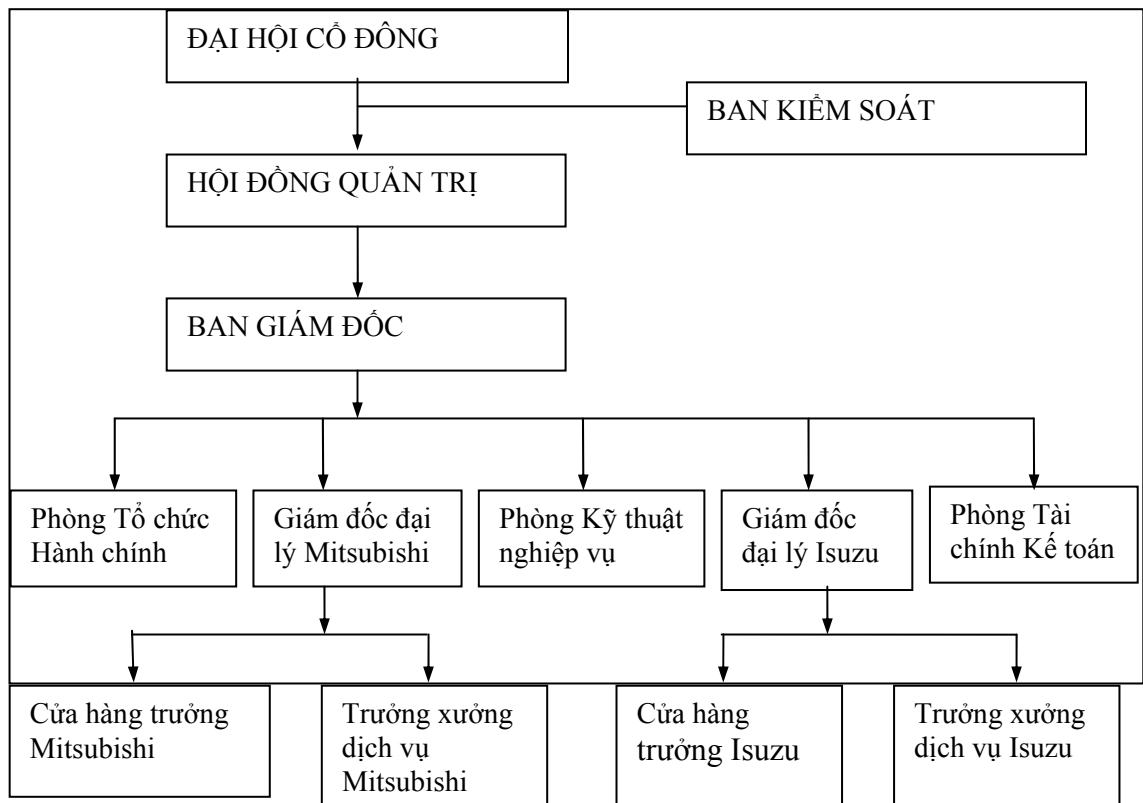 ĐẠI HỘI CỔ ĐÔNG
BAN KIỂM SOÁT
HỘI ĐỒNG QUẢN TRỊ
BAN GIÁM ĐỐC
Phòng Tổ chức
Hành chính
Giám đốc đại
lý Mitsubishi
Phòng Kỹ thuật
nghiệp vụ
Giám đốc
đại lý Isuzu
Phòng Tài
chính Kế toán
Cửa hàng trưởng
Mitsubishi
Trưởng xưởng
dịch vụ
Mitsubishi
Cửa hàng
trưởng Isuzu
Trưởng xưởng
dịch vụ Isuzu